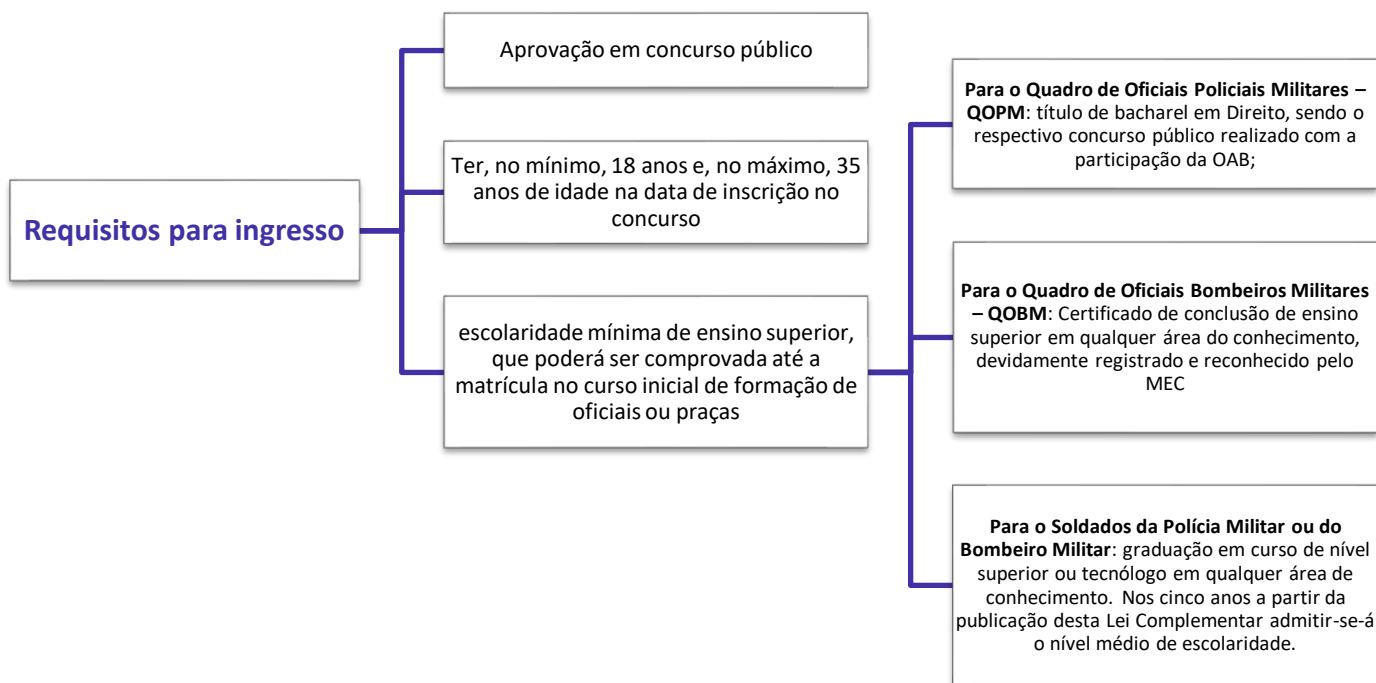 Requisitos para ingresso
Aprovação em concurso público
Ter, no mínimo, 18 anos e, no máximo, 35
anos de idade na data de inscrição no
concurso
escolaridade mínima de ensino superior,
que poderá ser comprovada até a
matrícula no curso inicial de formação de
oficiais ou praças
Para o Quadro de Oficiais Policiais Militares –
QOPM: título de bacharel em Direito, sendo o
respectivo concurso público realizado com a
participação da OAB;
Para o Quadro de Oficiais Bombeiros Militares
– QOBM: Certificado de conclusão de ensino
superior em qualquer área do conhecimento,
devidamente registrado e reconhecido pelo
MEC
Para o Soldados da Polícia Militar ou do
Bombeiro Militar: graduação em curso de nível
superior ou tecnólogo em qualquer área de
conhecimento. Nos cinco anos a partir da
publicação desta Lei Complementar admitir-se-á
o nível médio de escolaridade.